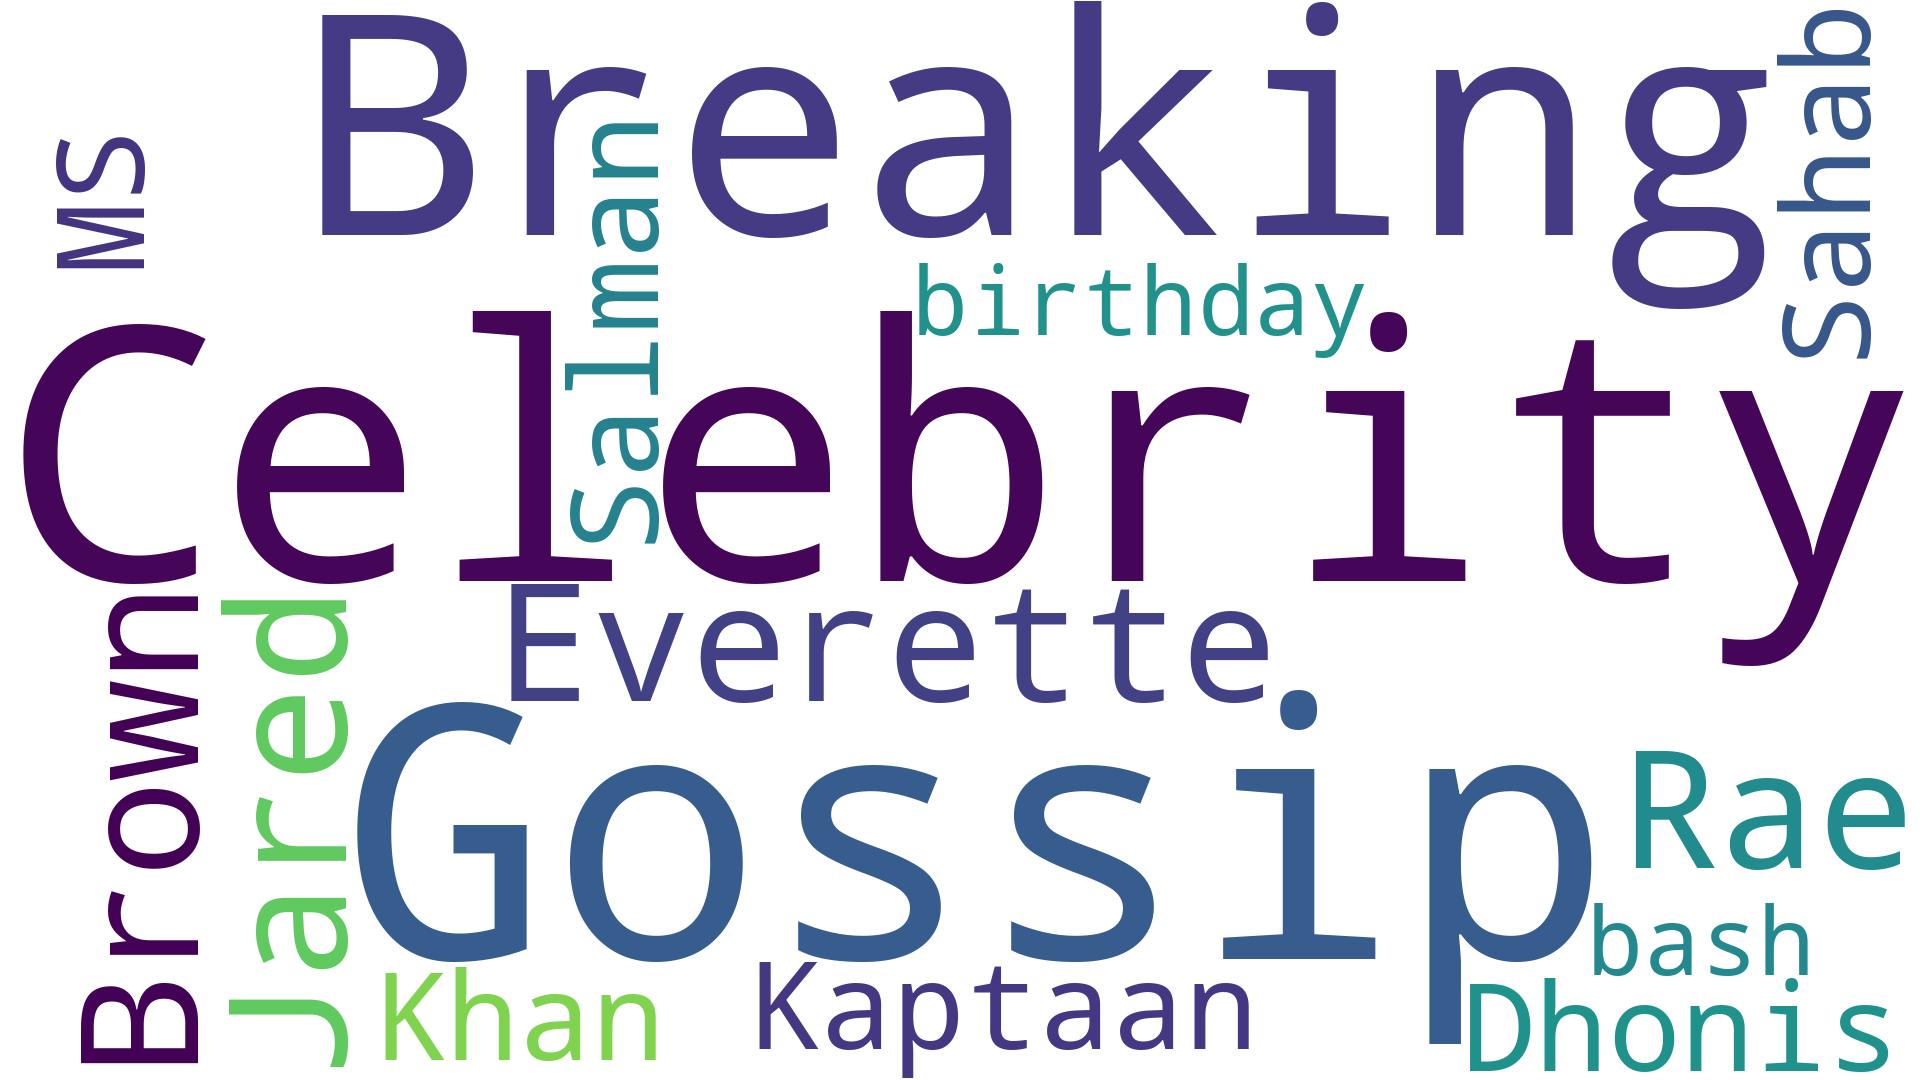 Breaking
MS
Salman
Sahab
birthday
Celebrity
Brown
Jared
Everette
Gossip
Rae
bash
Khan
Kaptaan
Dhonis